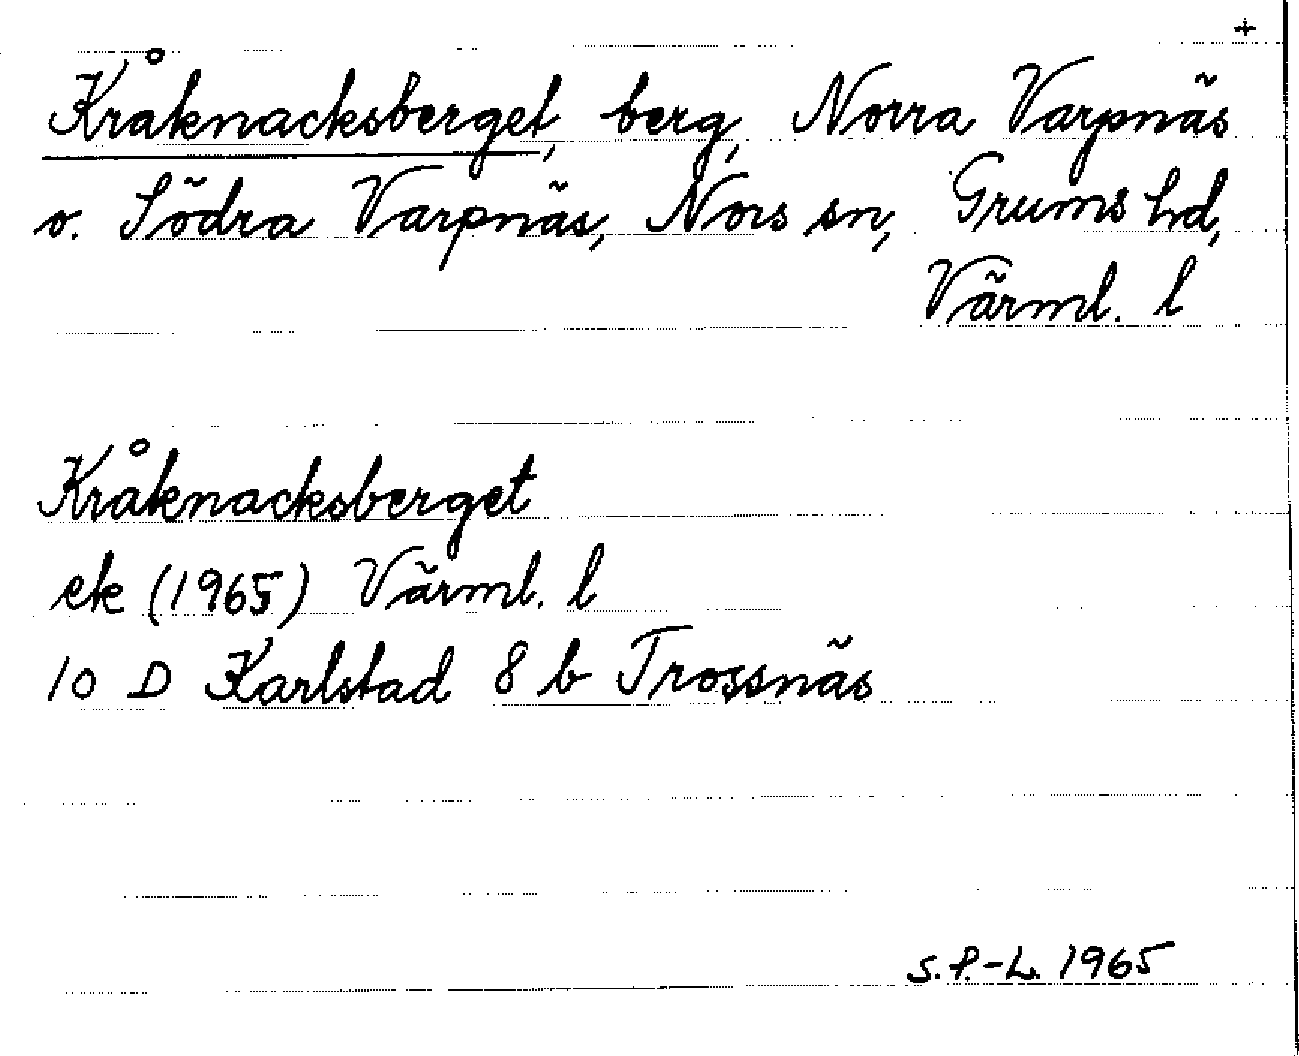 +
Kråknacksberget, berg, Norra Varpnäs
o. Södra Varpnäs, Nors sn, Grums hd,
Värml. l
Kråknacksberget
ek (1965) Värml. l
10 D Karlstad 8 b Trossnäs
S.P.-L. 1965